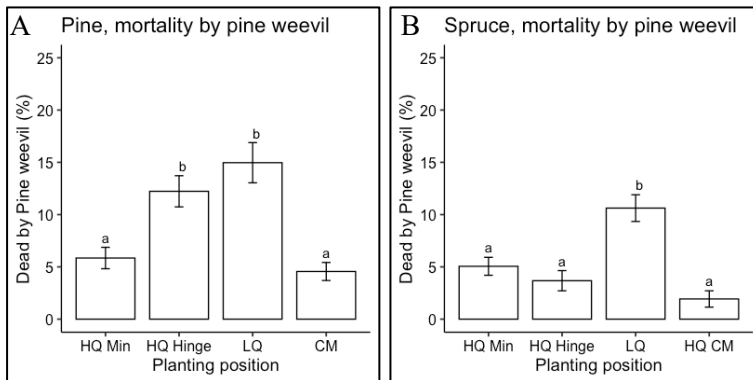 A Pine, mortality by pine weevil
Dead by Pine weevil (%)
25
20
15
10
5
0
a
b
b
a
HQ Min HQ Hinge LQ CM
Planting position
B Spruce, mortality by pine weevil
Dead by Pine weevil (%)
25
20
15
10
5
0
a
a
b
a
HQ Min HQ Hinge LQ HQ CM
Planting position